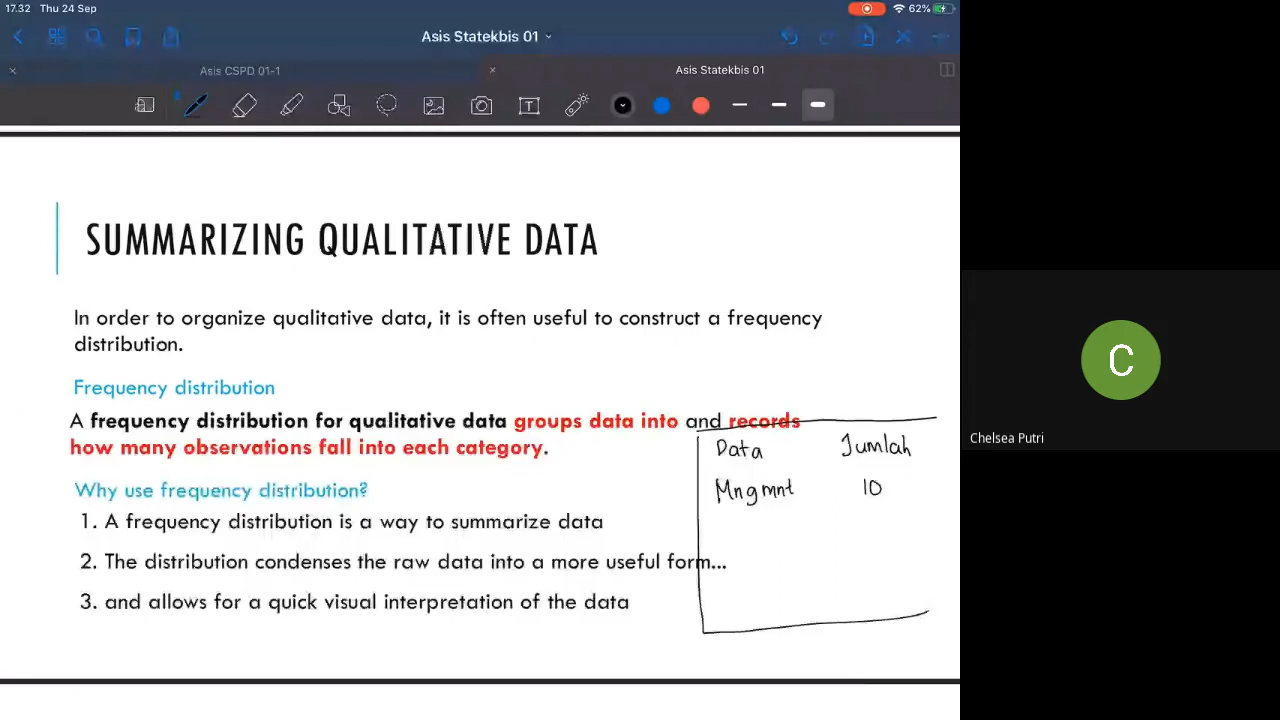 17.32 Thu 24 Sep
62%
Asis Statekbis 01
Asis CSPD 01-1
Asis Statekbis 01
T
SUMMARIZING QUALITATIVE DATA
In order to organize qualitative data, it is often useful to construct a frequency
distribution.
Frequency distribution
A frequency distribution for qualitative data groups data into and records
how many observations fall into each category.
Data Jumlah
Mngmnt 10
Why use frequency distribution?
1. A frequency distribution is a way to summarize data
2. The distribution condenses the raw data into a more useful form...
3. and allows for a quick visual interpretation of the data
C
Chelsea Putri